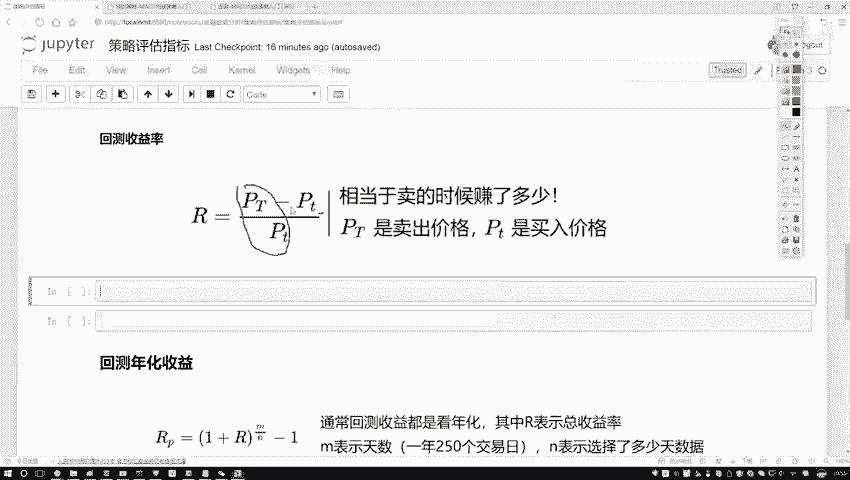 jupyter 策略评估指标 Last Checkpoint: 16 minutes ago (autosaved)
File Edit View Insert Cell Kernel Widgets Help
Trusted
Code
回测收益率
R = (P_T − P_t) / P_t
相当于卖的时候赚了多少!
P_T 是卖出价格, P_t 是买入价格
In [ ]:
In [ ]:
回测年化收益
R_p = (1 + R)^{m/n} − 1
通常回测收益都是看年化,其中R表示总收益率
m表示天数(一年250个交易日),n表示选择了多少天数据